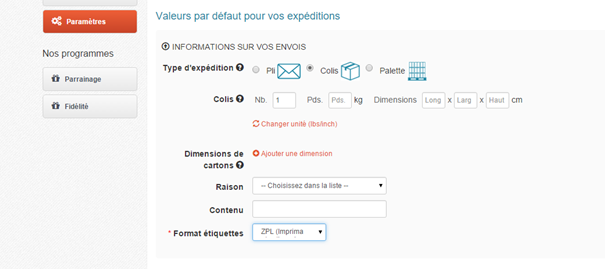 Paramètres
Nos programmes
Parrainage
Fidélité
Valeurs par défaut pour vos expéditions
INFORMATIONS SUR VOS ENVOIS
Type d'expédition Pli Colis Palette
Colis Nb. 1 Pds. Pds. kg Dimensions Long x Larg x Haut cm
Changer unité (lbs/inch)
Dimensions de cartons Ajouter une dimension
Raison -- Choisissez dans la liste --
Contenu
* Format étiquettes ZPL (Imprima